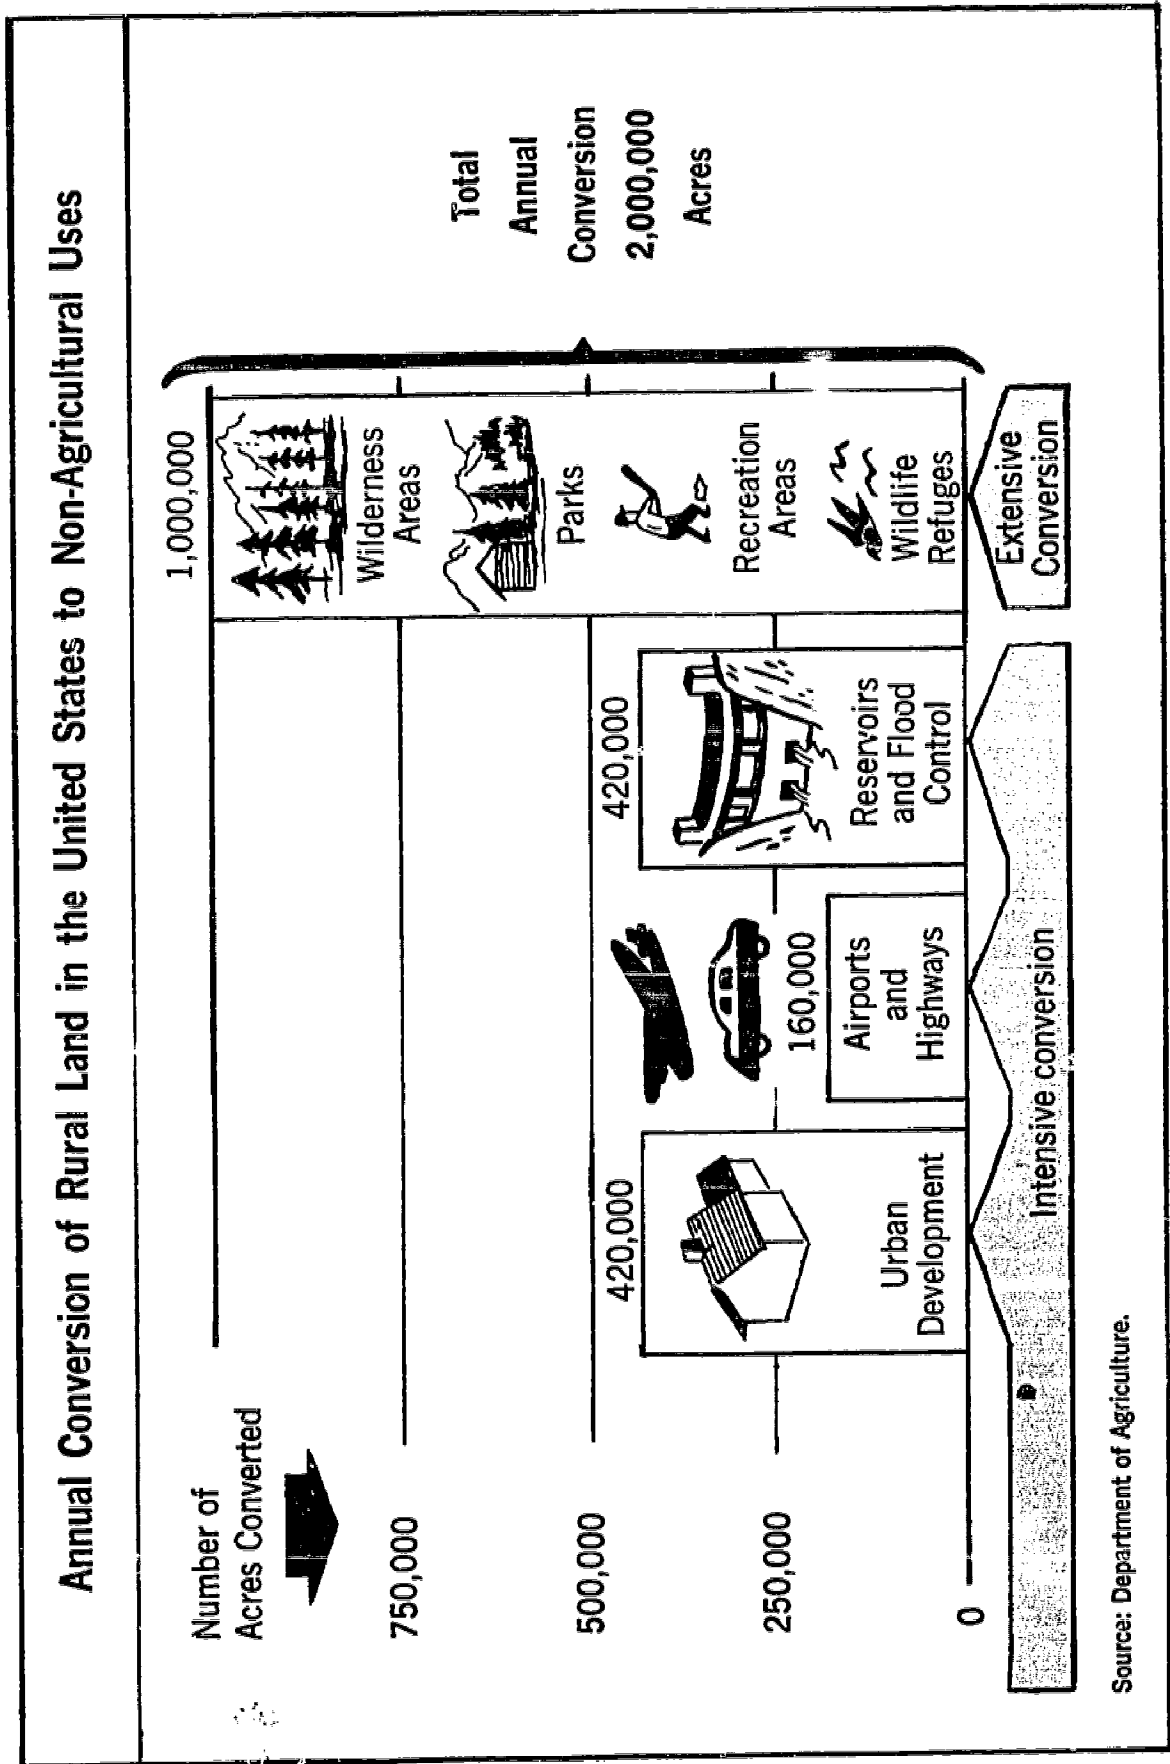 Annual Conversion of Rural Land in the United States to Non-Agricultural Uses
Number of
Acres Converted
750,000
500,000
250,000
0
420,000
Urban
Development
160,000
Airports
and
Highways
420,000
Reservoirs
and Flood
Control
1,000,000
Wilderness
Areas
Parks
Recreation
Areas
Wildlife
Refuges
Intensive conversion
Extensive
Conversion
Total
Annual
Conversion
2,000,000
Acres
Source: Department of Agriculture.